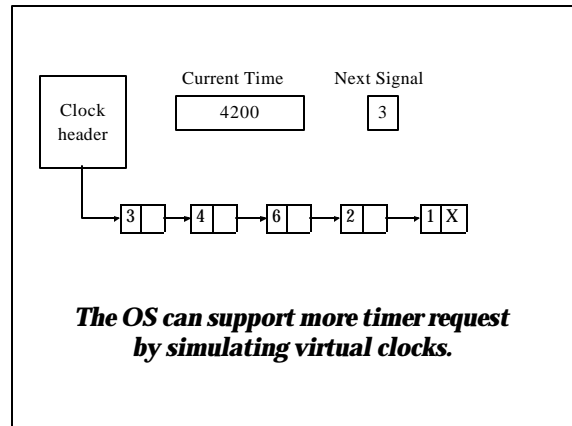 Current Time
Next Signal
Clock
header
4200
3
3
4
6
2
1 X
The OS can support more timer request
by simulating virtual clocks.